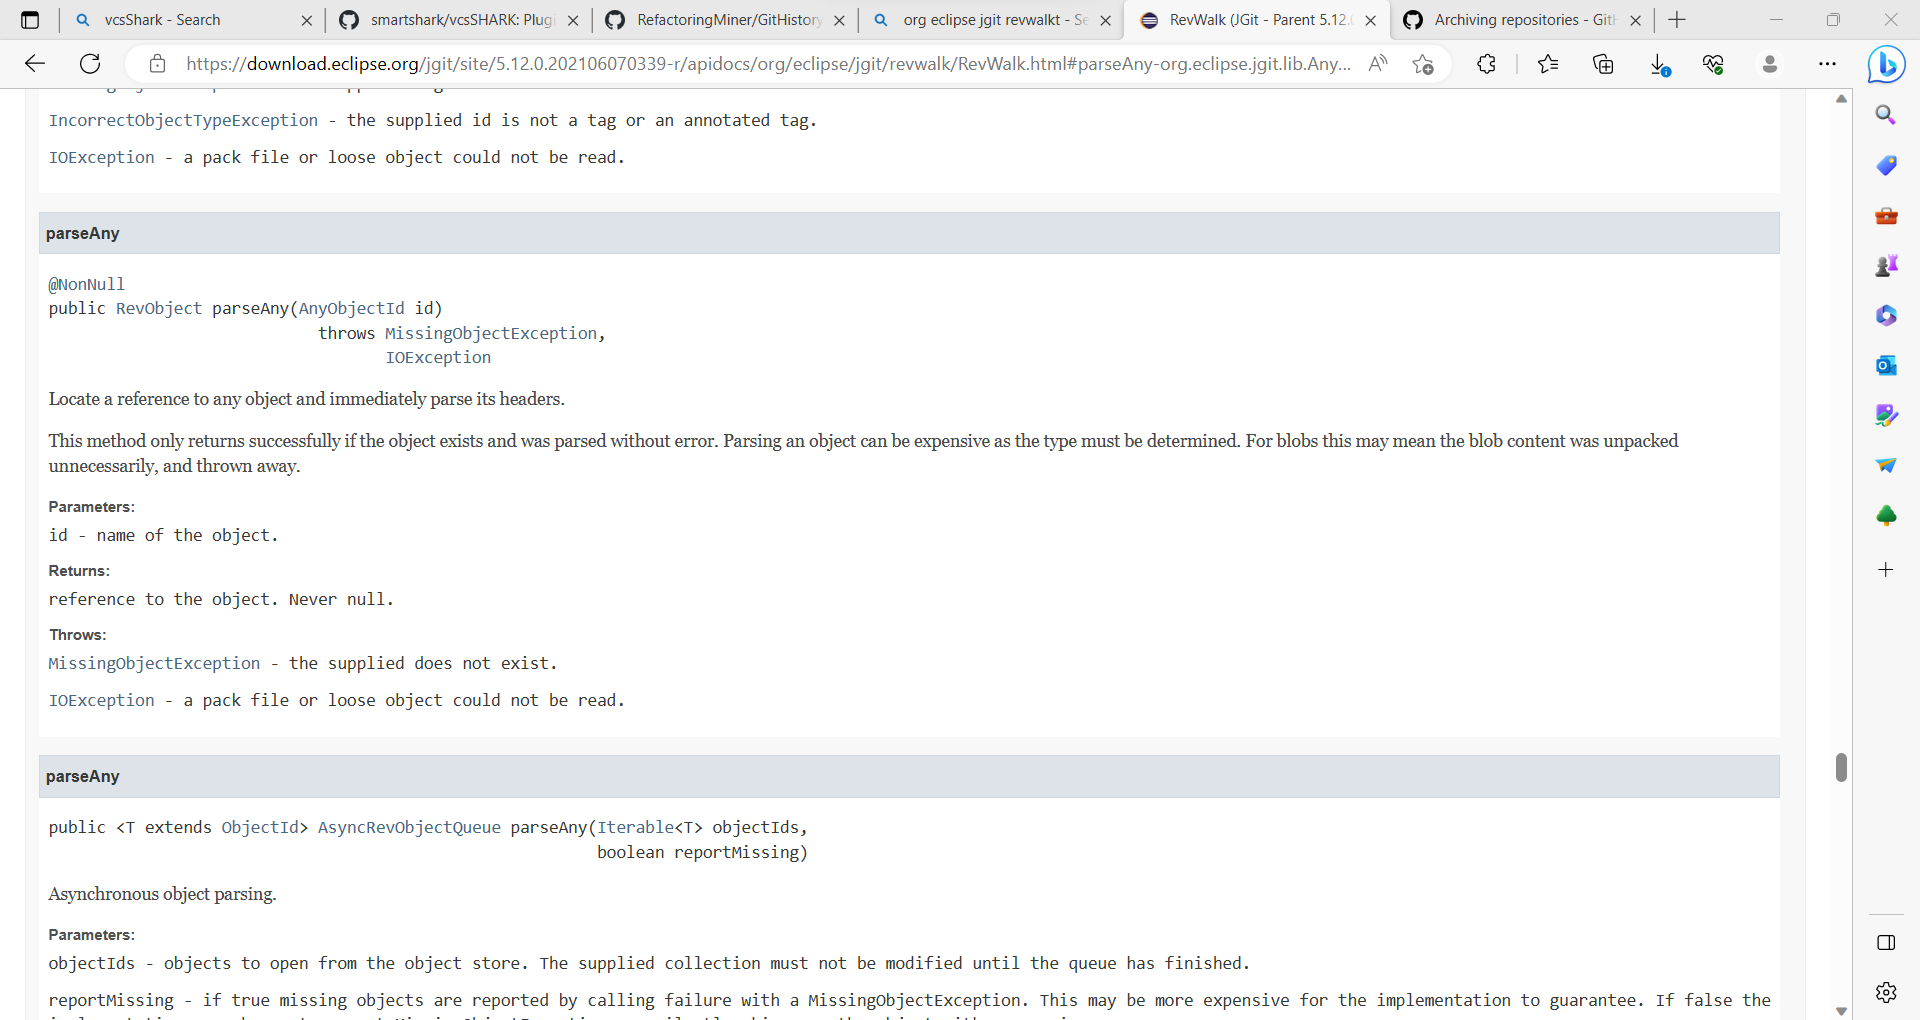 vcsShark - Search
smartshark/vcsSHARK: Plugi
RefactoringMiner/GitHistory
org eclipse jgit revwalkt - Se
RevWalk (JGit - Parent 5.12.0
Archiving repositories - GitH
https://download.eclipse.org/jgit/site/5.12.0.202106070339-r/apidocs/org/eclipse/jgit/revwalk/RevWalk.html#parseAny-org.eclipse.jgit.lib.Any...
IncorrectObjectTypeException - the supplied id is not a tag or an annotated tag.
IOException - a pack file or loose object could not be read.
parseAny
@NonNull
public RevObject parseAny(AnyObjectId id)
throws MissingObjectException,
IOException
Locate a reference to any object and immediately parse its headers.
This method only returns successfully if the object exists and was parsed without error. Parsing an object can be expensive as the type must be determined. For blobs this may mean the blob content was unpacked
unnecessarily, and thrown away.
Parameters:
id - name of the object.
Returns:
reference to the object. Never null.
Throws:
MissingObjectException - the supplied does not exist.
IOException - a pack file or loose object could not be read.
parseAny
public <T extends ObjectId> AsyncRevObjectQueue parseAny(Iterable<T> objectIds,
boolean reportMissing)
Asynchronous object parsing.
Parameters:
objectIds - objects to open from the object store. The supplied collection must not be modified until the queue has finished.
reportMissing - if true missing objects are reported by calling failure with a MissingObjectException. This may be more expensive for the implementation to guarantee. If false the